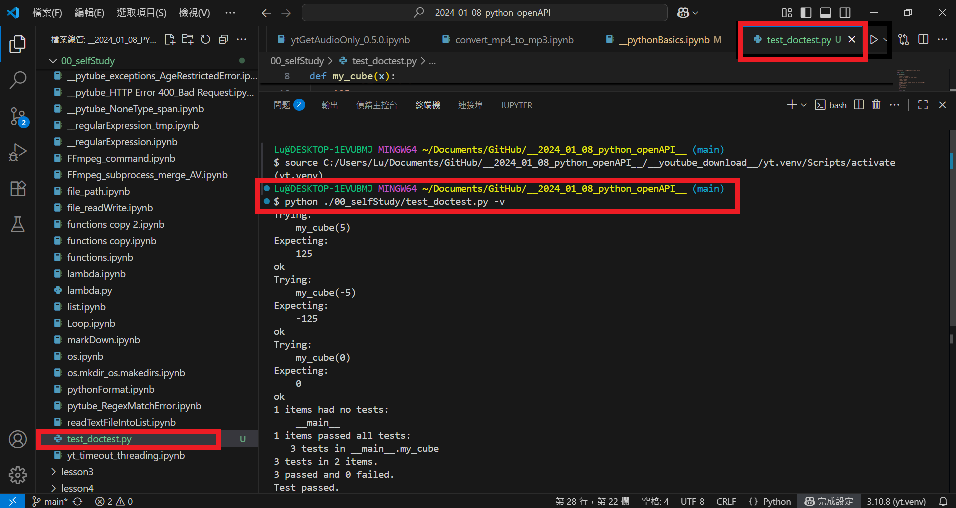 檔案(F) 編輯(E) 選取項目(S) 檢視(V) ··· 2024 01 08 python openAPI
檔案總管: __2024_01_PY...
ytGetAudioOnly_0.5.0.ipynb convert_mp4_to_mp3.ipynb __pythonBasics.ipynb M test_doctest.py U
00_selfStudy
00_selfStudy > test_doctest.py > ...
8 def my_cube(x):
__pytube_exceptions_AgeRestrictedError.ip...
__pytube_HTTP Error 400_Bad Request.ipy...
__pytube_NoneType_span.ipynb
__regularExpression_tmp.ipynb
__regularExpression.ipynb
FFmpeg_command.ipynb
FFmpeg_subprocess_merge_AV.ipynb
file_path.ipynb
file_readWrite.ipynb
functions copy 2.ipynb
functions copy.ipynb
functions.ipynb
lambda.ipynb
lambda.py
list.ipynb
Loop.ipynb
markDown.ipynb
os.ipynb
os.mkdir_os.makedirs.ipynb
pythonFormat.ipynb
pytube_RegexMatchError.ipynb
readTextFileIntoList.ipynb
test_doctest.py U
yt_timeout_threading.ipynb
lesson3
lesson4
問題 2 輸出 偵錯主控台 終端機 連接埠 JUPYTER bash
Lu@DESKTOP-1EVUBMJ MINGW64 ~/Documents/GitHub/__2024_01_08_python_openAPI__ (main)
$ source C:/Users/Lu/Documents/GitHub/__2024_01_08_python_openAPI__/__youtube_download__/yt.venv/Scripts/activate
(yt.venv)
Lu@DESKTOP-1EVUBMJ MINGW64 ~/Documents/GitHub/__2024_01_08_python_openAPI__ (main)
$ python ./00_selfStudy/test_doctest.py -v
Trying:
my_cube(5)
Expecting:
125
ok
Trying:
my_cube(-5)
Expecting:
-125
ok
Trying:
my_cube(0)
Expecting:
0
ok
1 items had no tests:
__main__
1 items passed all tests:
3 tests in __main__.my_cube
3 tests in 2 items.
3 passed and 0 failed.
Test passed.
2
main* 2 0 第 28 行，第 22 欄 空格: 4 UTF 8 CRLF {} Python 完成設定 3.10.8 (yt.venv)